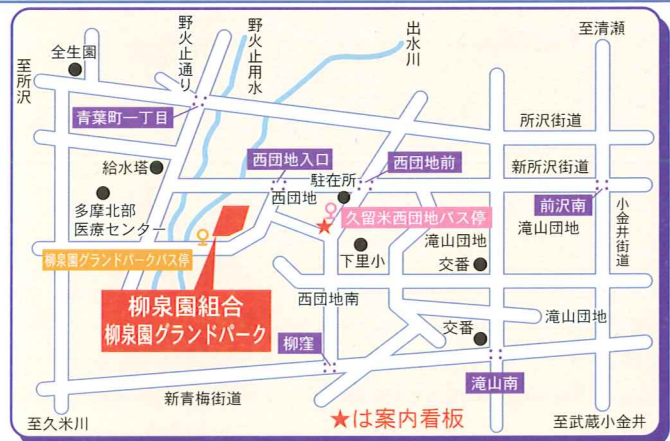 至清瀬
野火止通り
野火止用水
出水川
全生園
至所沢
青葉町一丁目
所沢街道
西団地入口
西団地前
新所沢街道
給水塔
駐在所
西団地
前沢南
多摩北部
医療センター
久留米西団地バス停
小金井街道
滝山団地
滝山団地
柳泉園グランドパークバス停
下里小
交番
柳泉園組合
柳泉園グランドパーク
西団地南
滝山団地
交番
柳窪
滝山南
新青梅街道
★は案内看板
至久米川
至武蔵小金井